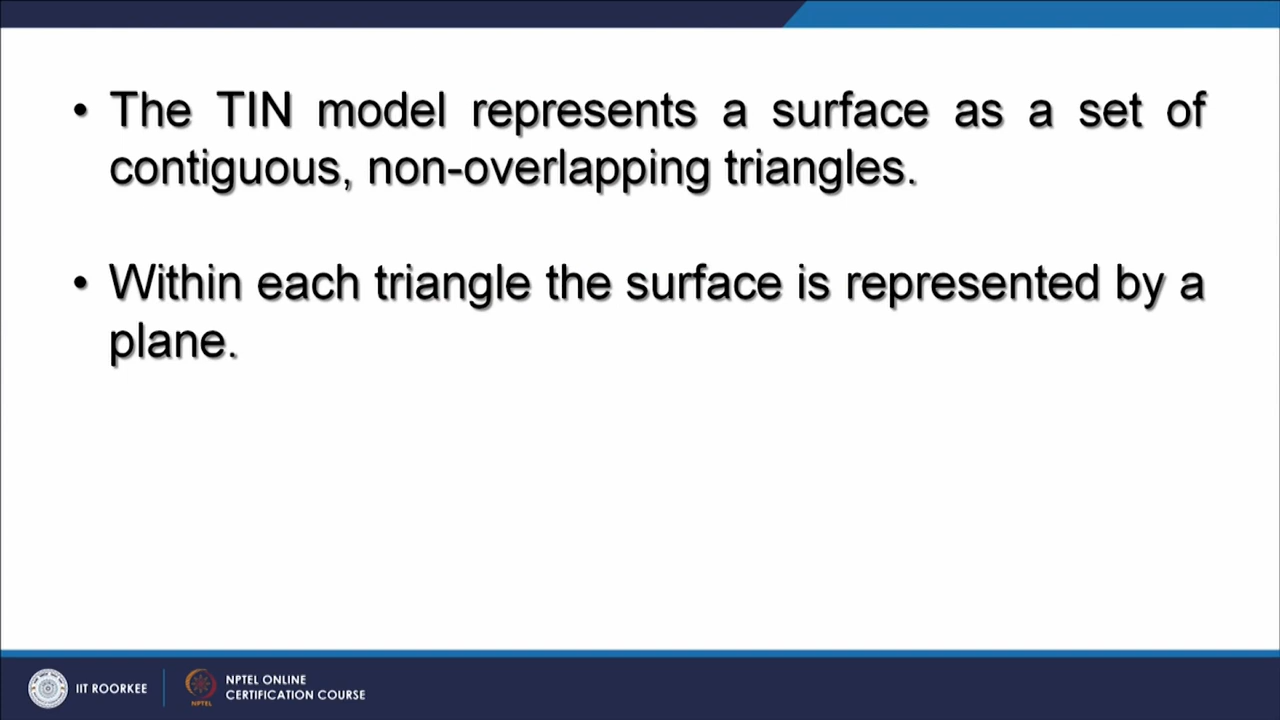 • The TIN model represents a surface as a set of
contiguous, non-overlapping triangles.
• Within each triangle the surface is represented by a
plane.
IIT ROORKEE
NPTEL
NPTEL ONLINE
CERTIFICATION COURSE